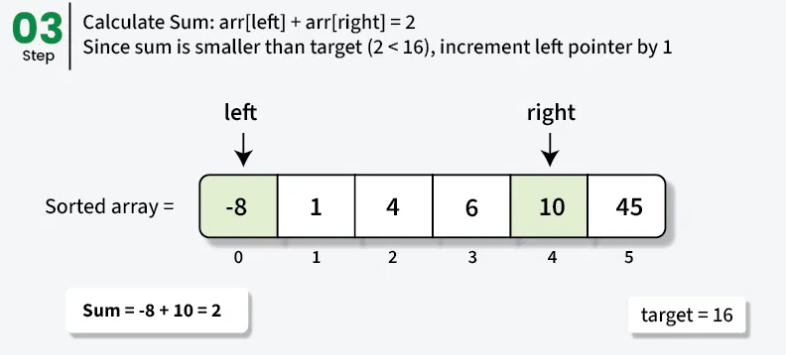 03
Step
Calculate Sum: arr[left] + arr[right] = 2
Since sum is smaller than target (2 < 16), increment left pointer by 1
left right
Sorted array = -8 1 4 6 10 45
0 1 2 3 4 5
Sum = -8 + 10 = 2
target = 16